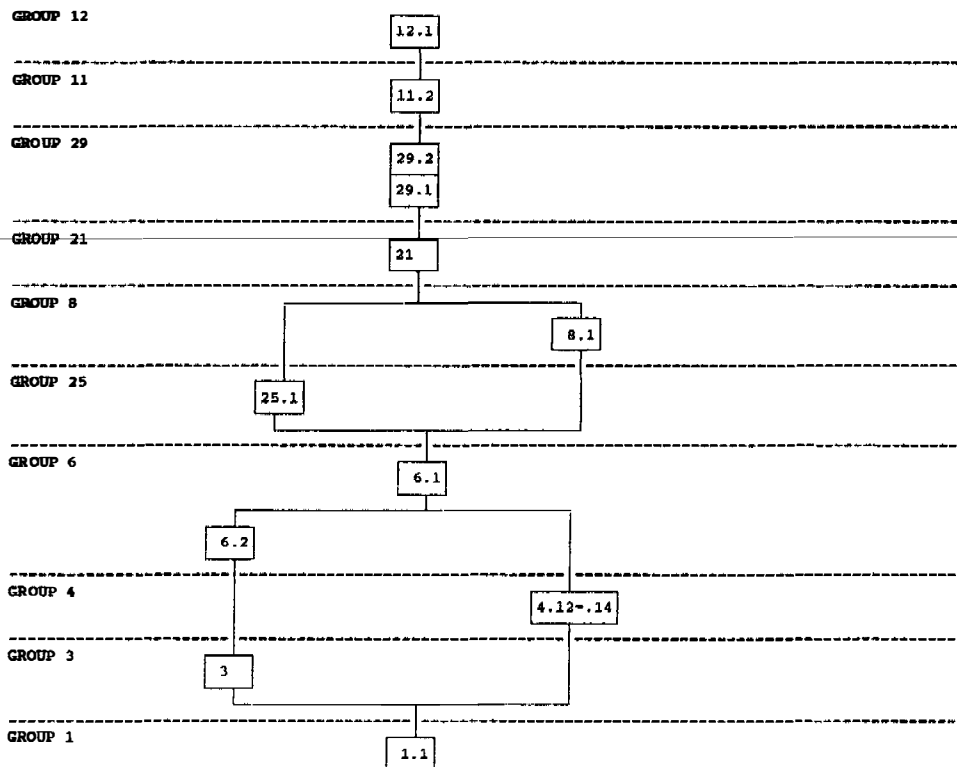 GROUP 12
12.1
GROUP 11
11.2
GROUP 29
29.2
29.1
GROUP 21
21
GROUP 8
8.1
GROUP 25
25.1
GROUP 6
6.1
6.2
GROUP 4
4.12-.14
GROUP 3
3
GROUP 1
1.1